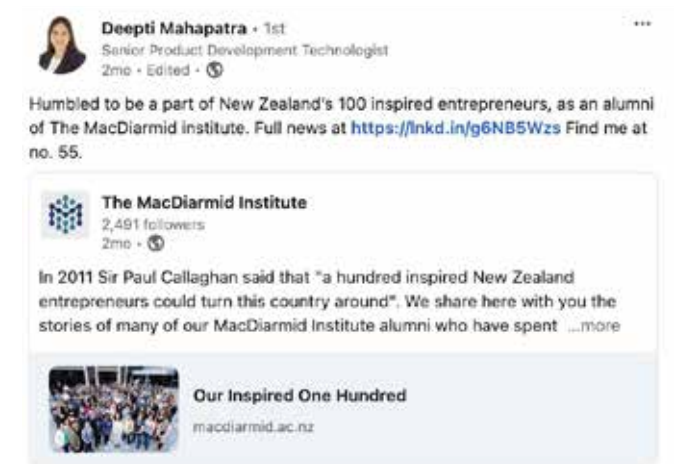 Deepti Mahapatra • 1st
Senior Product Development Technologist
2mo • Edited •
Humbled to be a part of New Zealand's 100 inspired entrepreneurs, as an alumni
of The MacDiarmid institute. Full news at https://lnkd.in/g6NB5Wzs Find me at
no. 55.
The MacDiarmid Institute
2,491 followers
2mo •
In 2011 Sir Paul Callaghan said that "a hundred inspired New Zealand
entrepreneurs could turn this country around". We share here with you the
stories of many of our MacDiarmid Institute alumni who have spent ...more
Our Inspired One Hundred
macdiarmid.ac.nz